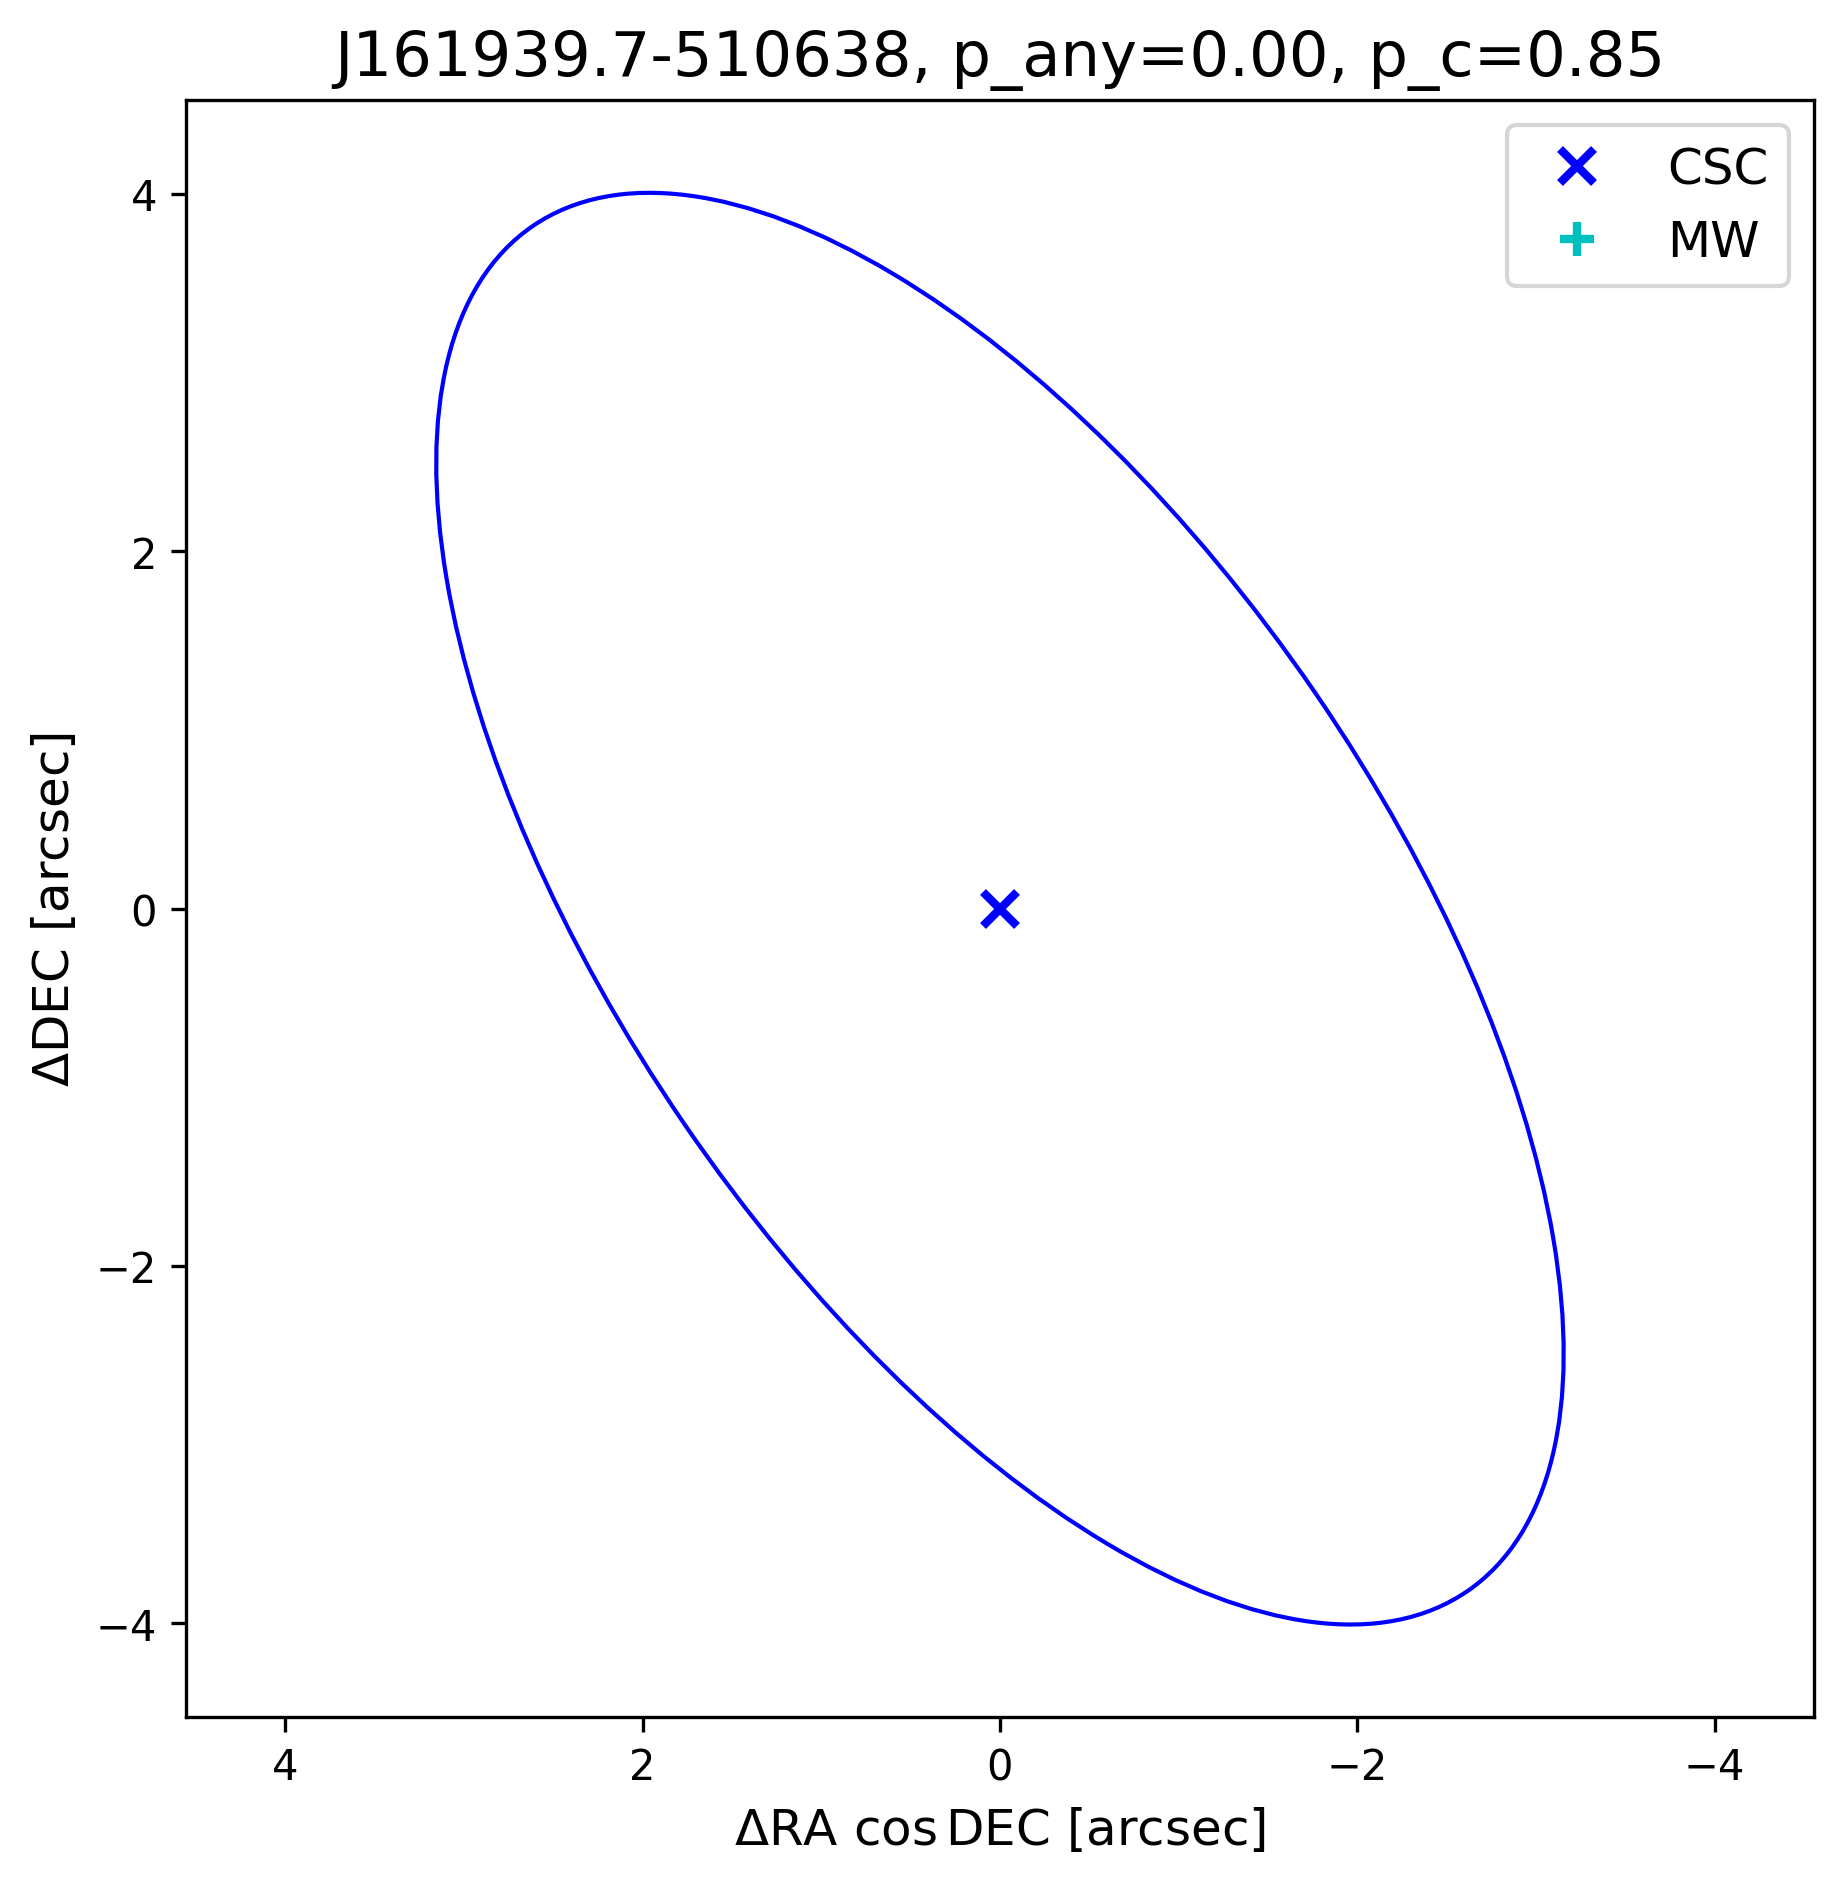 J161939.7-510638, p_any=0.00, p_c=0.85
CSC
MW
4
2
0
−2
−4
ΔDEC [arcsec]
4
2
0
−2
−4
ΔRA cos DEC [arcsec]